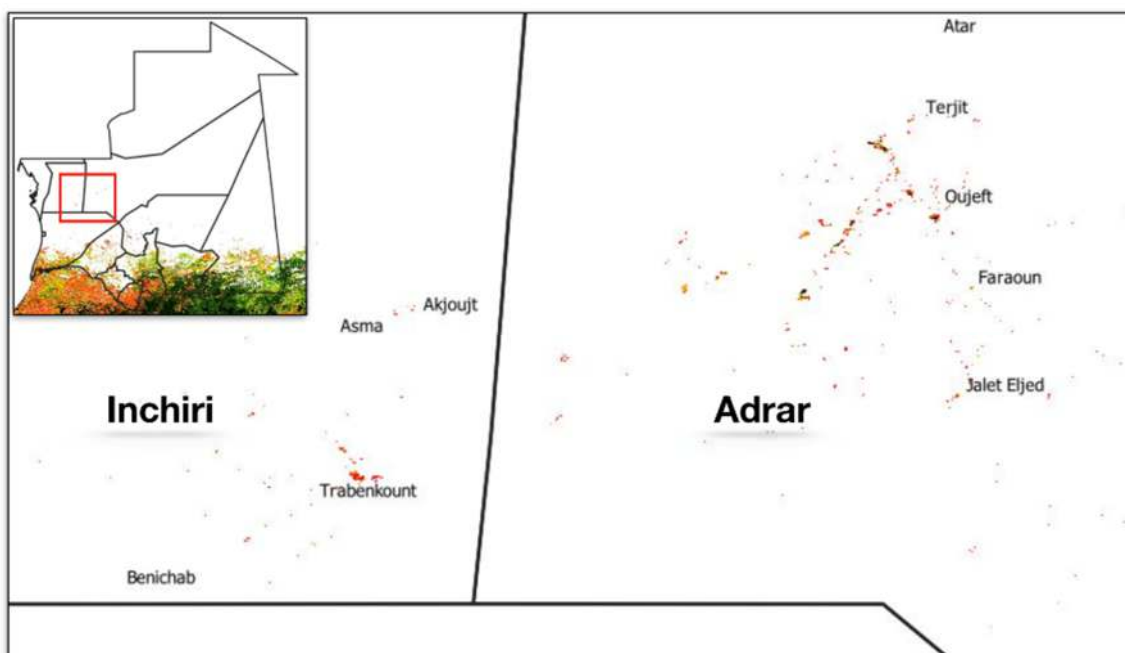 Atar
Terjit
Oujeft
Faraoun
Akjoujt
Asma
Jalet Eljed
Inchiri
Adrar
Trabenkount
Benichab